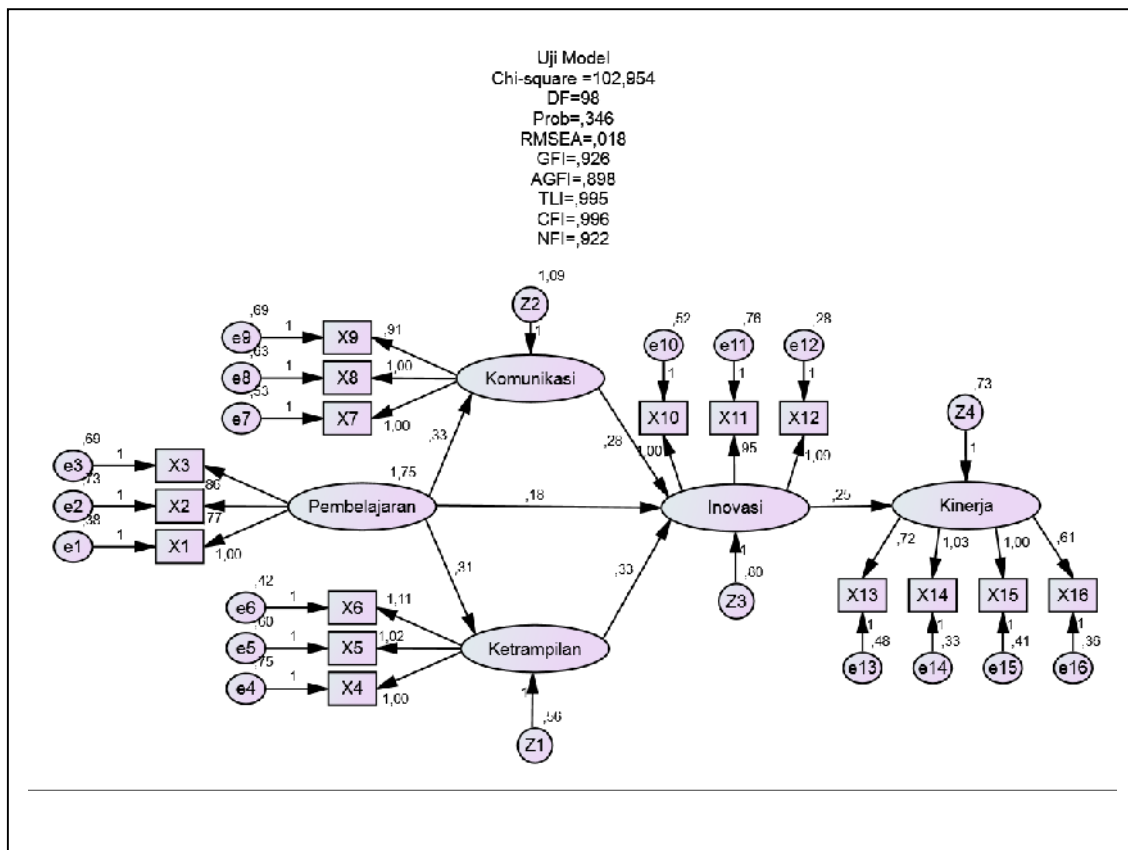 Uji Model
Chi-square =102,954
DF=98
Prob=,346
RMSEA=,018
GFI=,926
AGFI=,898
TLI=,995
CFI=,996
NFI=,922
1,09
Z2
1
,69
e9
1
X9
,91
,63
e8
1
X8
1,00
,53
e7
1
X7
1,00
Komunikasi
,33
,28
,52
e10
1
X10
1,00
,76
e11
1
X11
,95
,28
e12
1
X12
1,09
,73
Z4
1
,69
e3
1
X3
,86
,73
e2
1
X2
,77
,38
e1
1
X1
1,00
1,75
Pembelajaran
,18
Inovasi
,25
Kinerja
,31
,33
1
,80
Z3
,72
1,03
1,00
,61
X13
X14
X15
X16
1
1
1
1
,48
,33
,41
,36
e13
e14
e15
e16
,42
e6
1
X6
1,11
,60
e5
1
X5
1,02
,75
e4
1
X4
1,00
Ketrampilan
1
,56
Z1